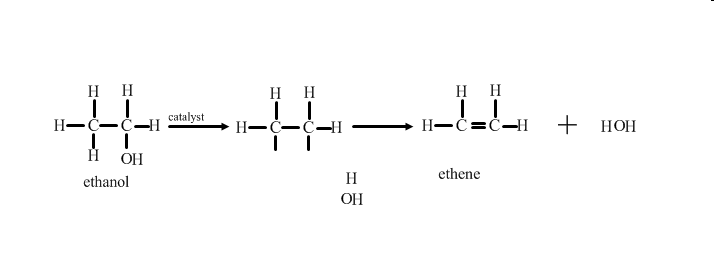 H H
H C C H
H OH
ethanol
catalyst
H H
H C C H
H
OH
H H
H C C H
ethene
+ HOH